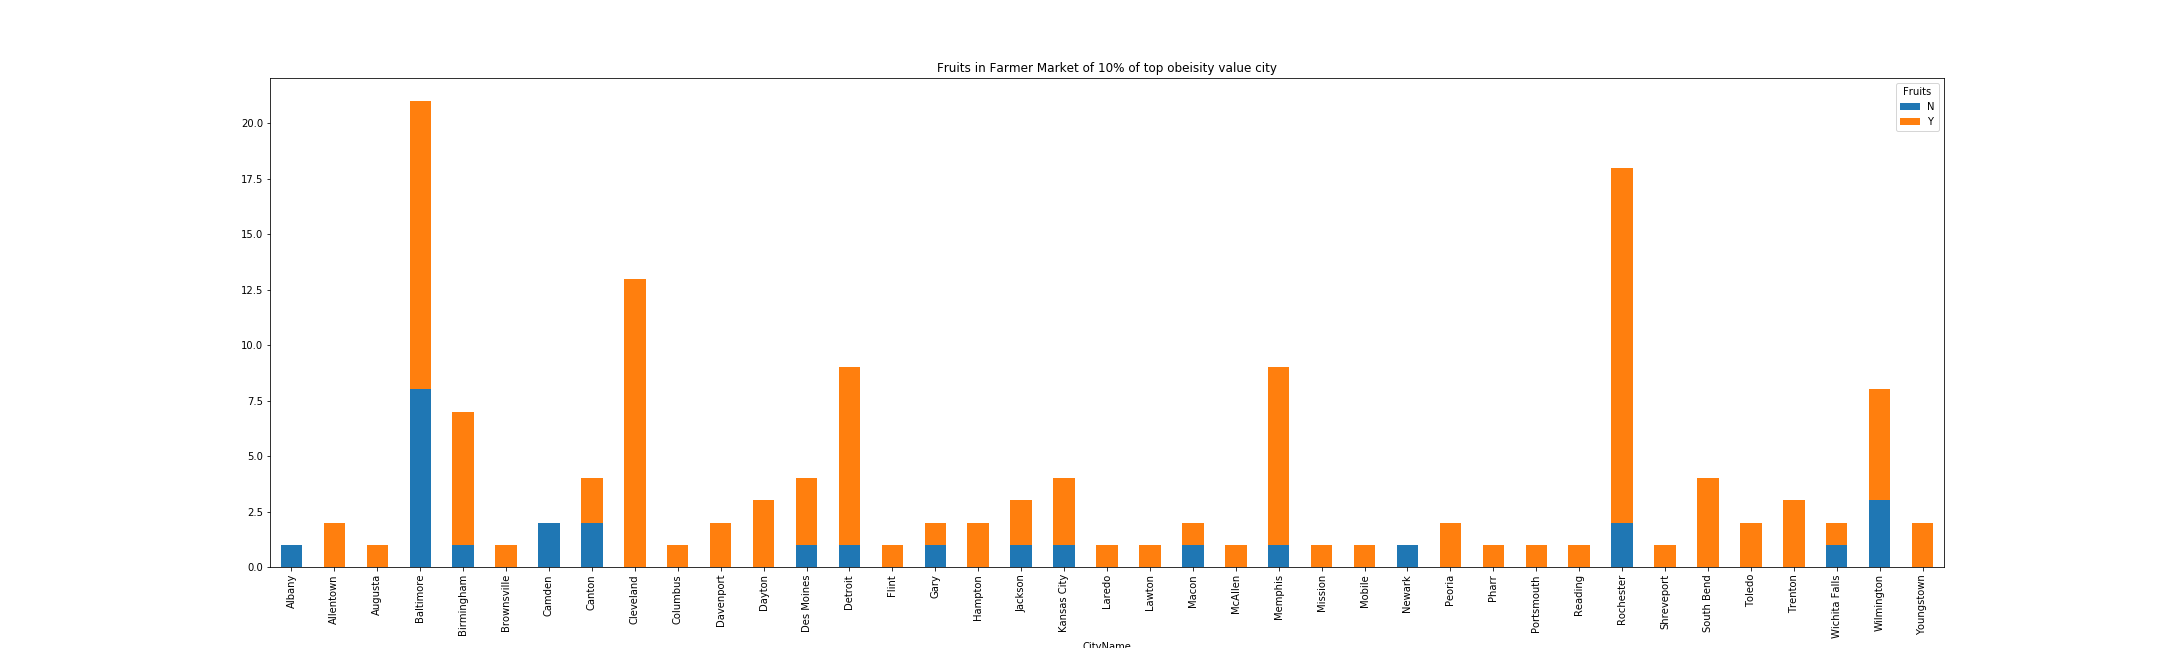 Fruits in Farmer Market of 10% of top obeisity value city
Fruits
N
Y
20.0
17.5
15.0
12.5
10.0
7.5
5.0
2.5
0.0
Albany
Allentown
Augusta
Baltimore
Birmingham
Brownsville
Camden
Canton
Cleveland
Columbus
Davenport
Dayton
Des Moines
Detroit
Flint
Gary
Hampton
Jackson
Kansas City
Laredo
Lawton
Macon
McAllen
Memphis
Mission
Mobile
Newark
Peoria
Pharr
Portsmouth
Reading
Rochester
Shreveport
South Bend
Toledo
Trenton
Wichita Falls
Wilmington
Youngstown
CityName